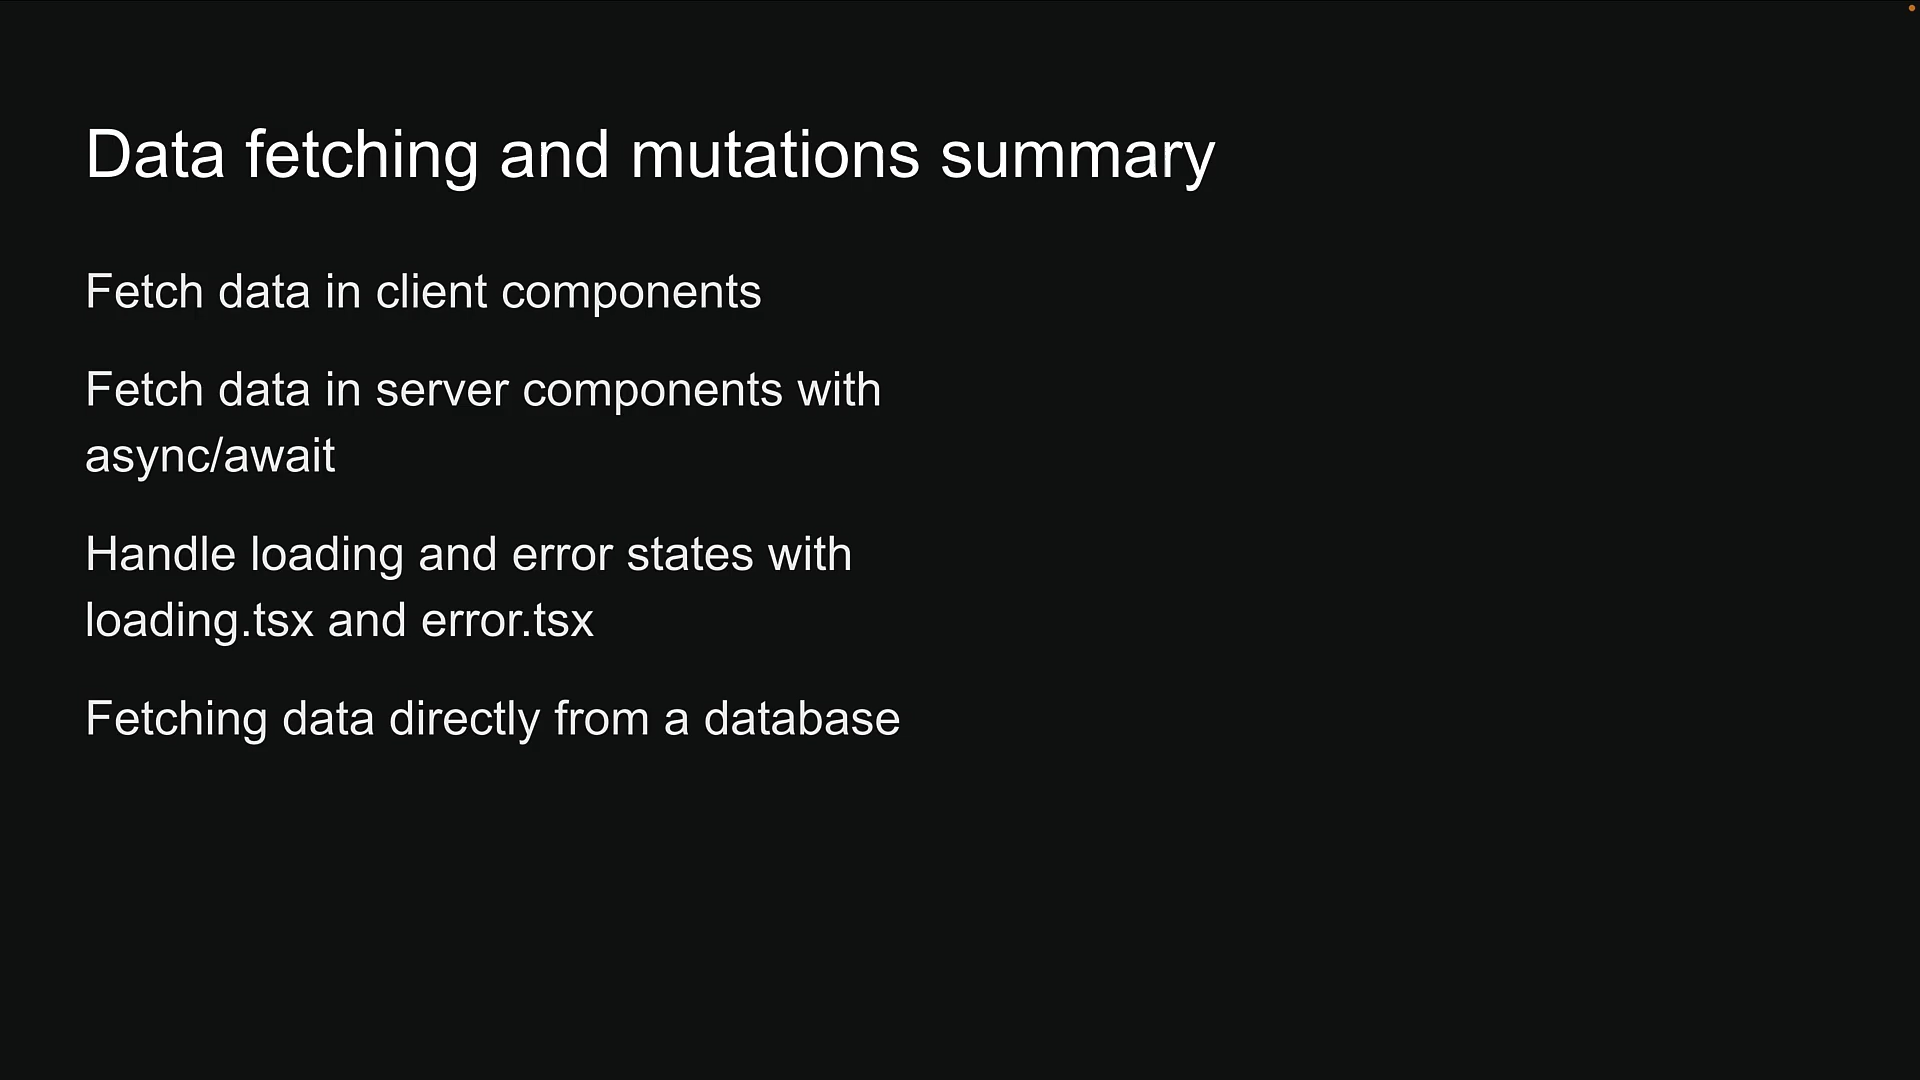 Data fetching and mutations summary
Fetch data in client components
Fetch data in server components with
async/await
Handle loading and error states with
loading.tsx and error.tsx
Fetching data directly from a database